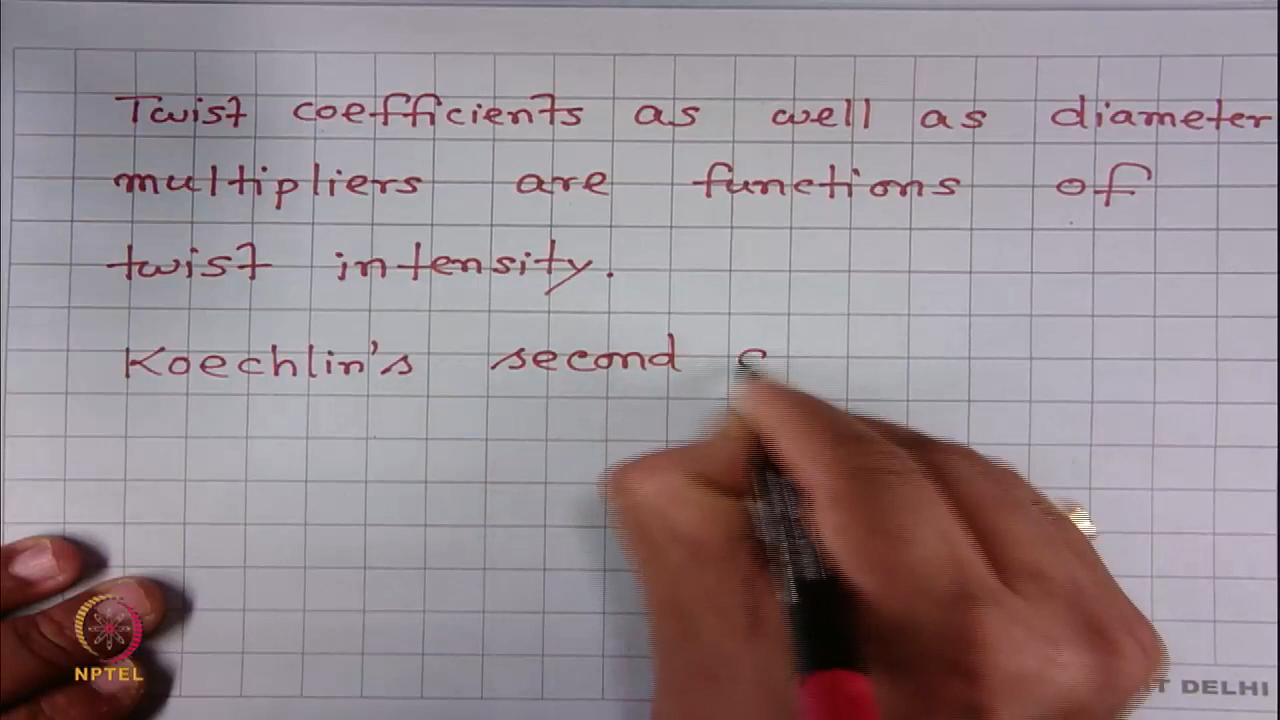 Twist coefficients as well as diameter
multipliers are functions of
twist intensity.
Koechlin's second
NPTEL
T DELHI